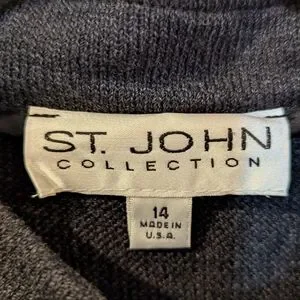 ST. JOHN
COLLECTION
14
MADE IN
U.S.A.